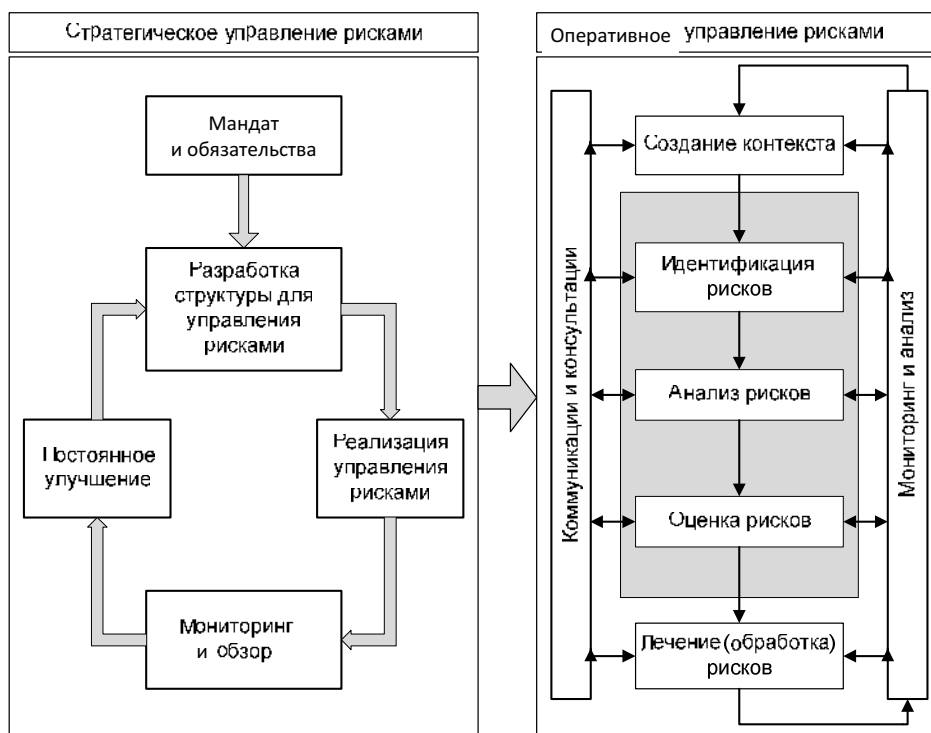 Стратегическое управление рисками
Мандат
и обязательства
Разработка
структуры для
управления
рисками
Постоянное
улучшение
Реализация
управления
рисками
Мониторинг
и обзор
Оперативное управление рисками
Коммуникации и консультации
Создание контекста
Идентификация
рисков
Анализ рисков
Оценка рисков
Лечение (обработка)
рисков
Мониторинг и анализ